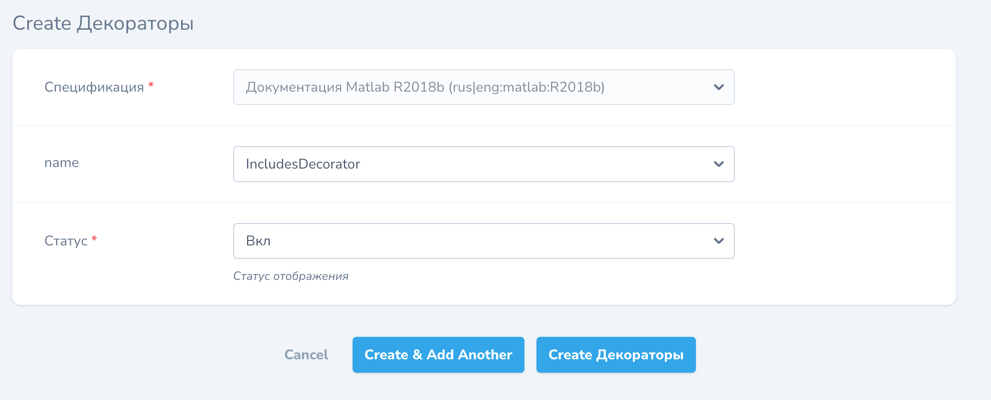 Create Декораторы
Спецификация *
Документация Matlab R2018b (rus|eng:matlab:R2018b)
name
IncludesDecorator
Статус *
Вкл
Статус отображения
Cancel
Create & Add Another
Create Декораторы